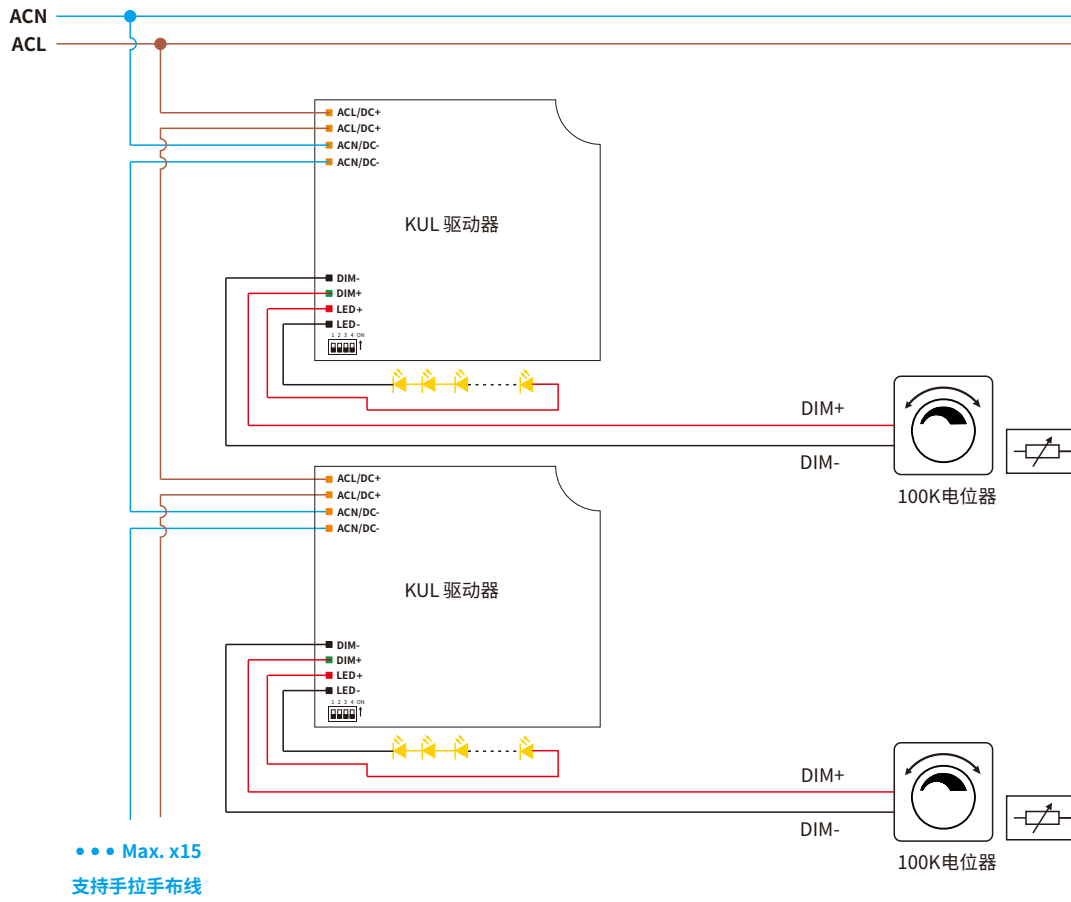 ACN
ACL
ACL/DC+
ACL/DC+
ACN/DC-
ACN/DC-
KUL 驱动器
DIM-
DIM+
LED+
LED-
1 2 3 4 ON
DIM+
DIM-
100K电位器
ACL/DC+
ACL/DC+
ACN/DC-
ACN/DC-
KUL 驱动器
DIM-
DIM+
LED+
LED-
1 2 3 4 ON
DIM+
DIM-
100K电位器
••• Max. x15
支持手拉手布线